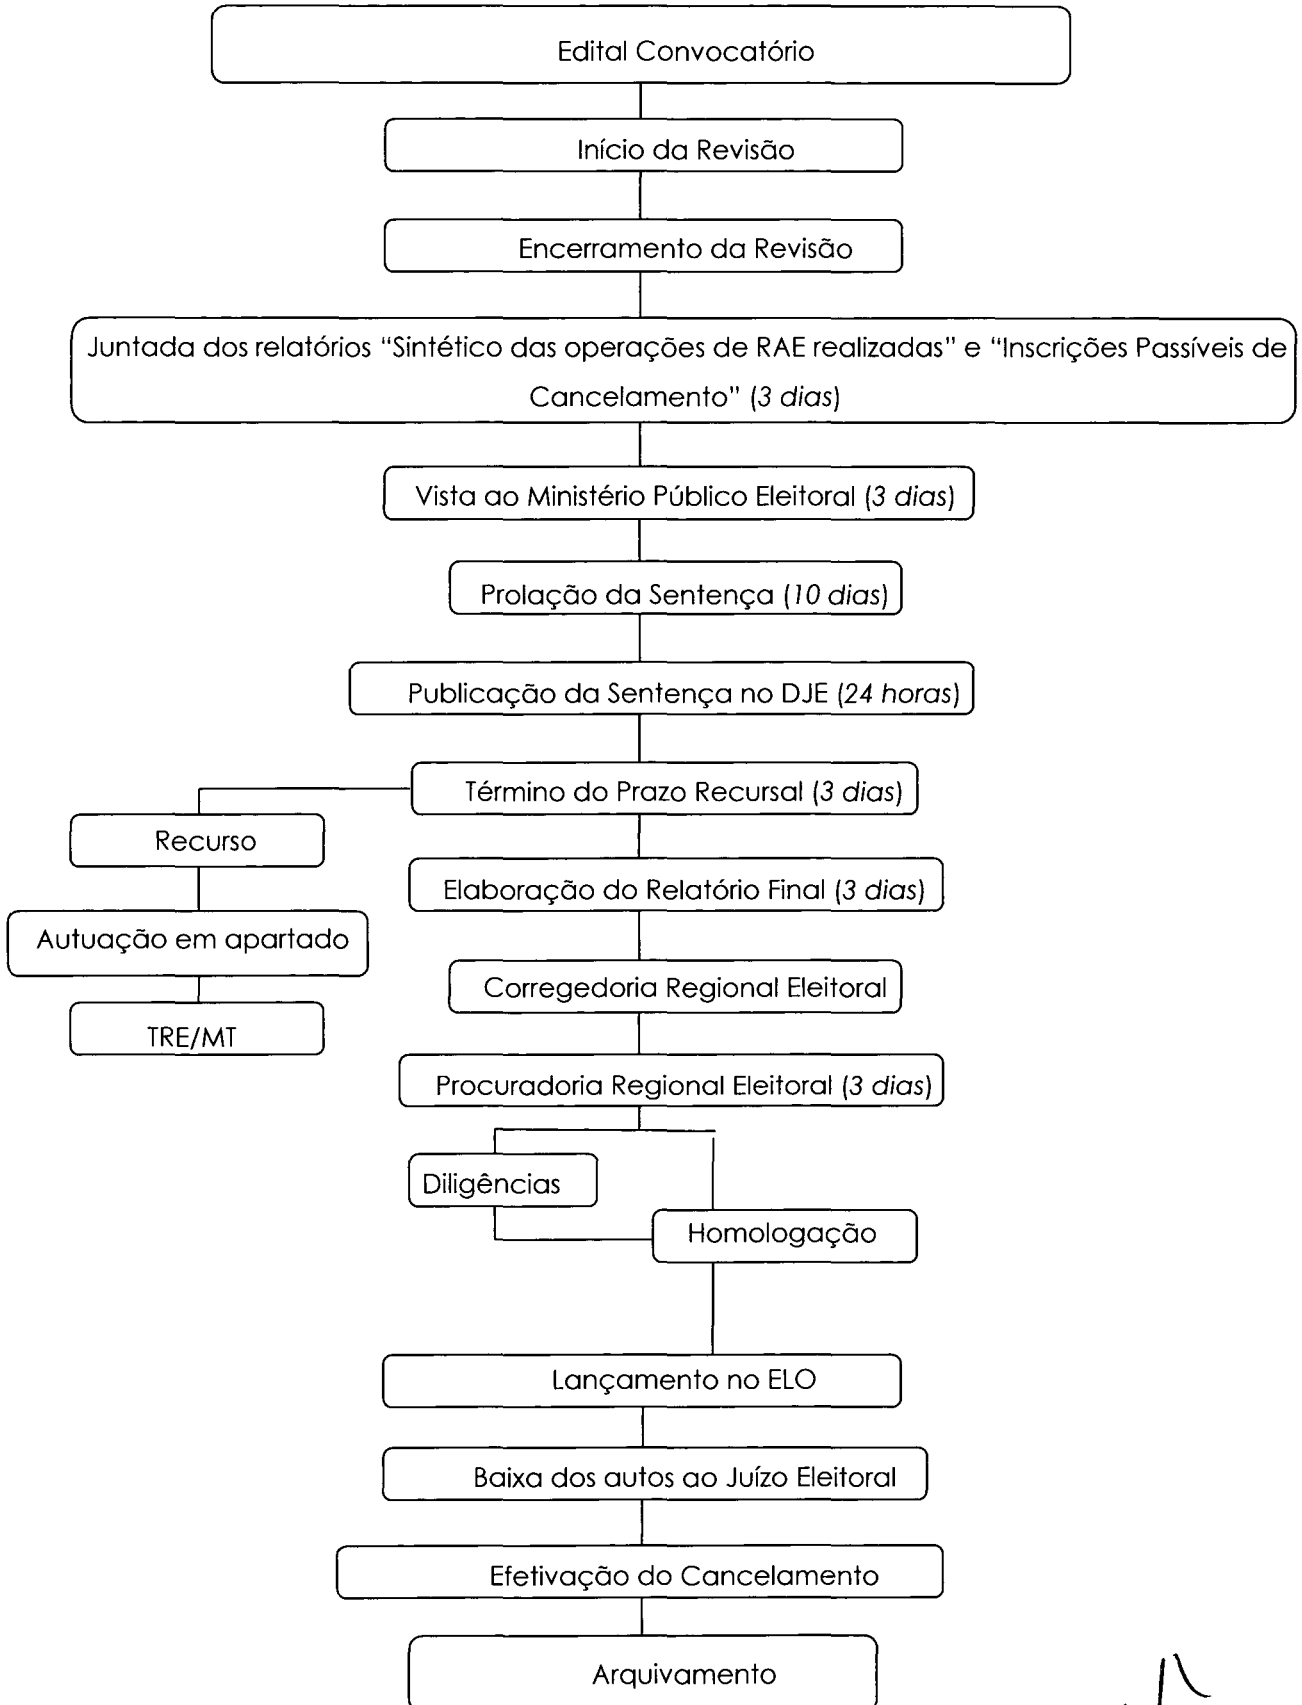 Edital Convocatório
Início da Revisão
Encerramento da Revisão
Juntada dos relatórios “Sintético das operações de RAE realizadas” e “Inscrições Passíveis de
Cancelamento” (3 dias)
Vista ao Ministério Público Eleitoral (3 dias)
Prolação da Sentença (10 dias)
Publicação da Sentença no DJE (24 horas)
Término do Prazo Recursal (3 dias)
Recurso
Elaboração do Relatório Final (3 dias)
Autuação em apartado
Corregedoria Regional Eleitoral
TRE/MT
Procuradoria Regional Eleitoral (3 dias)
Diligências
Homologação
Lançamento no ELO
Baixa dos autos ao Juízo Eleitoral
Efetivação do Cancelamento
Arquivamento